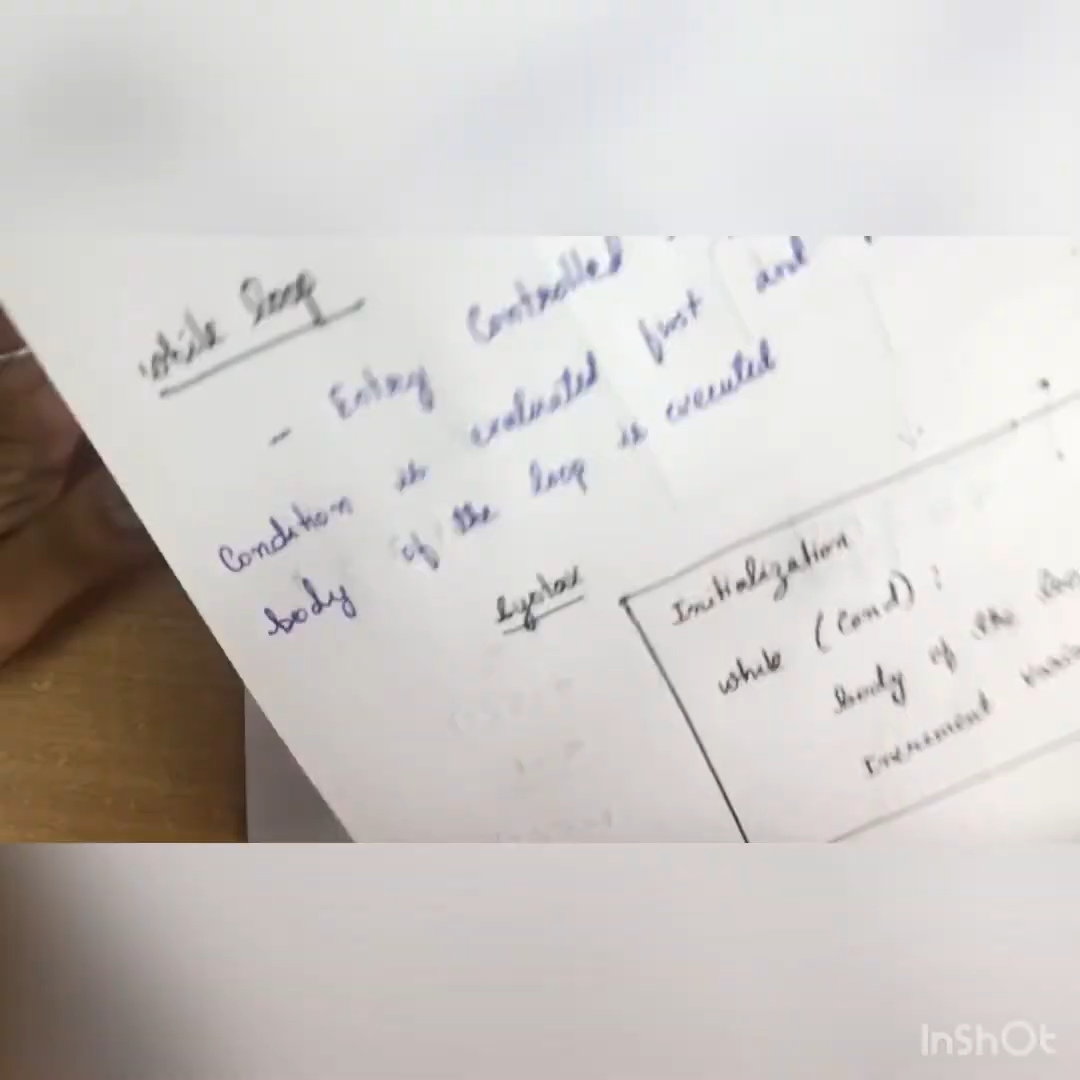 while loop
- Entry Controlled
Condition is evaluated first and
body of the loop is executed
Syntax
Initialization
while (Cond) :
body of the
Increment
InShOt